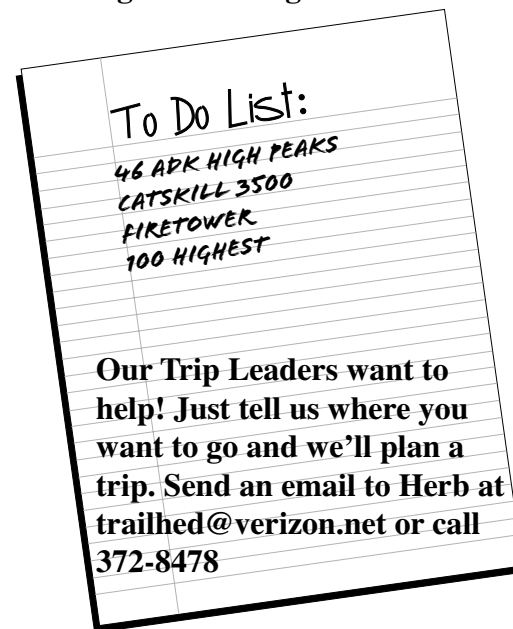 To Do List:
46 ADK HIGH PEAKS
CATSKILL 3500
FIRETOWER
100 HIGHEST
Our Trip Leaders want to
help! Just tell us where you
want to go and we'll plan a
trip. Send an email to Herb at
trailhed@verizon.net or call
372-8478